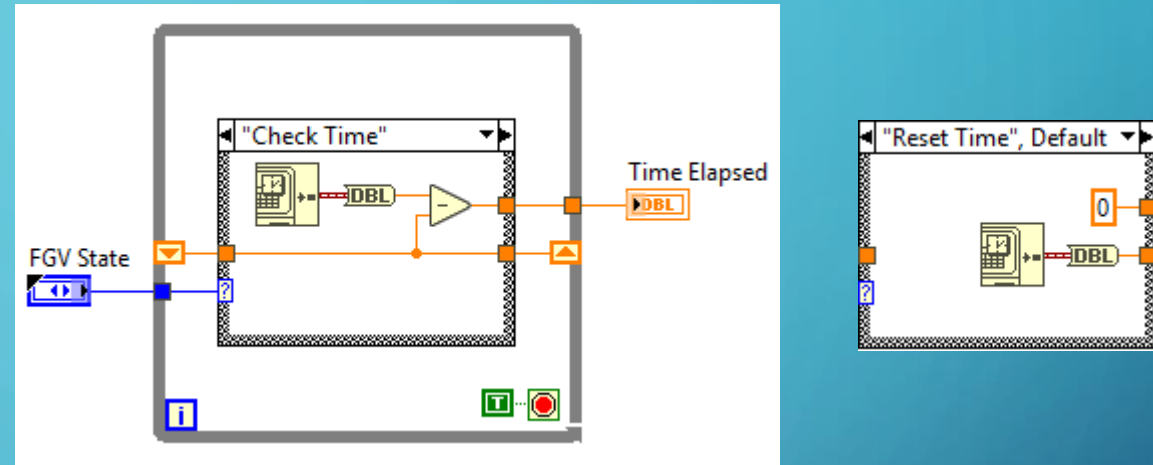 "Check Time"
DBL
-
Time Elapsed
DBL
FGV State
?
T
i
"Reset Time", Default
0
DBL
?